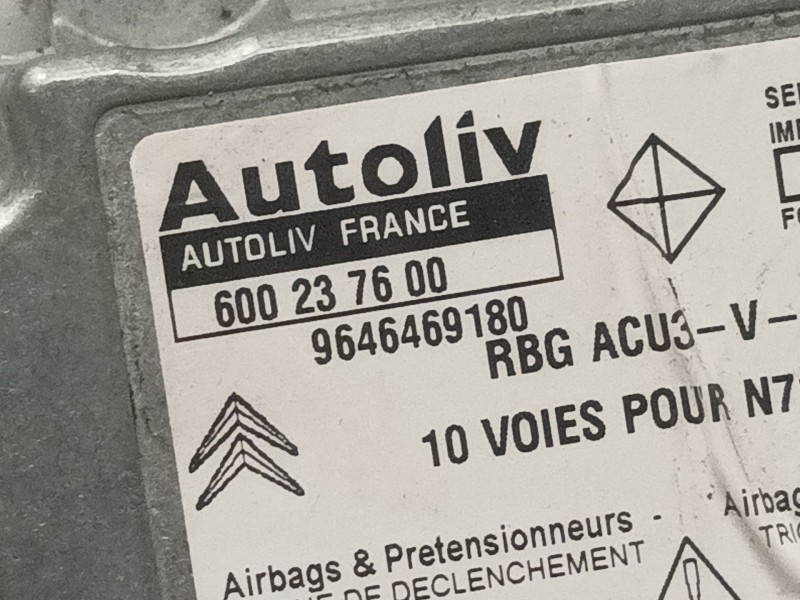 Autoliv
AUTOLIV FRANCE
600 23 76 00
9646469180
RBG ACU3-V-
10 VOIES POUR
Airbags & Pretensionneurs -
DE DECLENCHEMENT